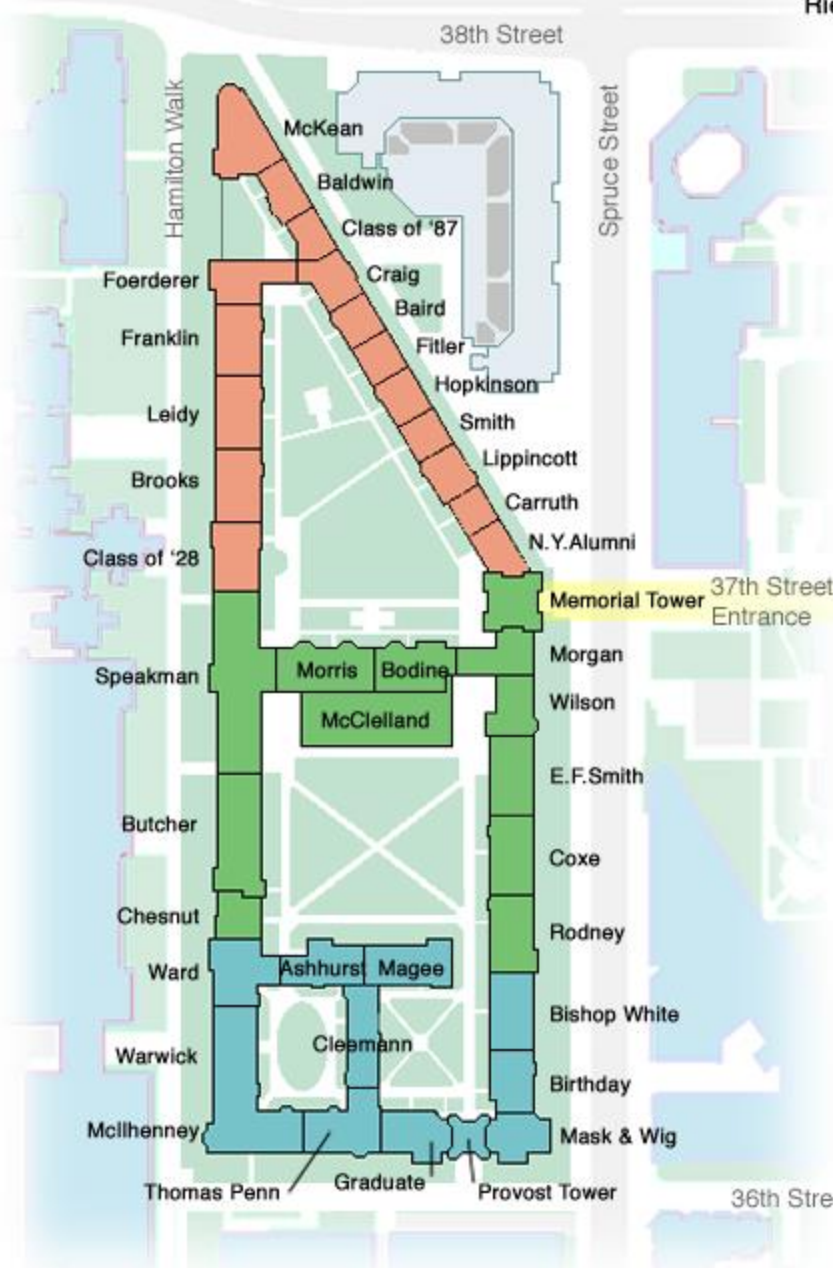 Ric
38th Street
Hamilton Walk
Spruce Street
McKean
Baldwin
Class of ‘87
Foerderer
Craig
Baird
Franklin
Fitler
Hopkinson
Leidy
Smith
Lippincott
Brooks
Carruth
N.Y.Alumni
Class of ‘28
Memorial Tower
37th Street
Entrance
Morgan
Speakman
Morris
Bodine
Wilson
McClelland
E.F.Smith
Butcher
Coxe
Chesnut
Rodney
Ward
Ashhurst
Magee
Bishop White
Cleemann
Warwick
Birthday
McIlhenney
Mask & Wig
Thomas Penn
Graduate
Provost Tower
36th Stre